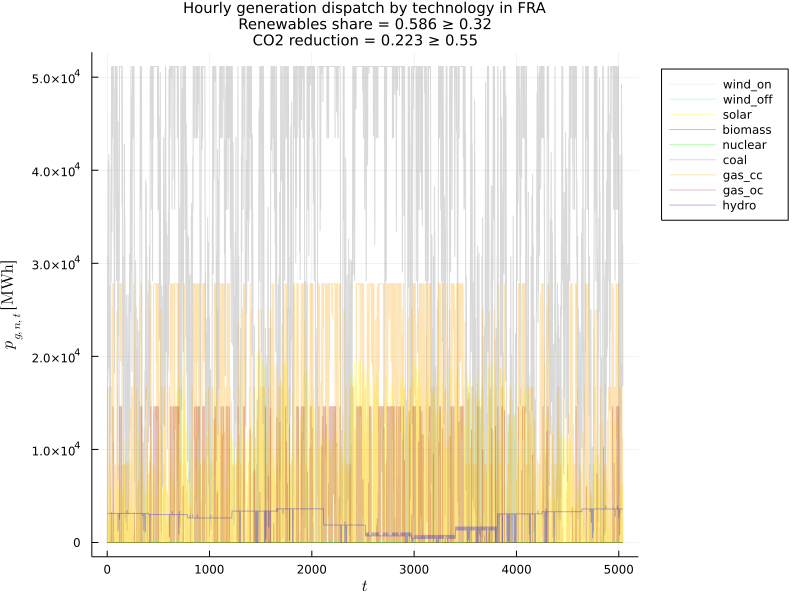 Hourly generation dispatch by technology in FRA
Renewables share = 0.586 ≥ 0.32
CO2 reduction = 0.223 ≥ 0.55
p_{g,n,t} [MWh]
5.0×10⁴
4.0×10⁴
3.0×10⁴
2.0×10⁴
1.0×10⁴
0
0 1000 2000 3000 4000 5000
t
wind_on
wind_off
solar
biomass
nuclear
coal
gas_cc
gas_oc
hydro